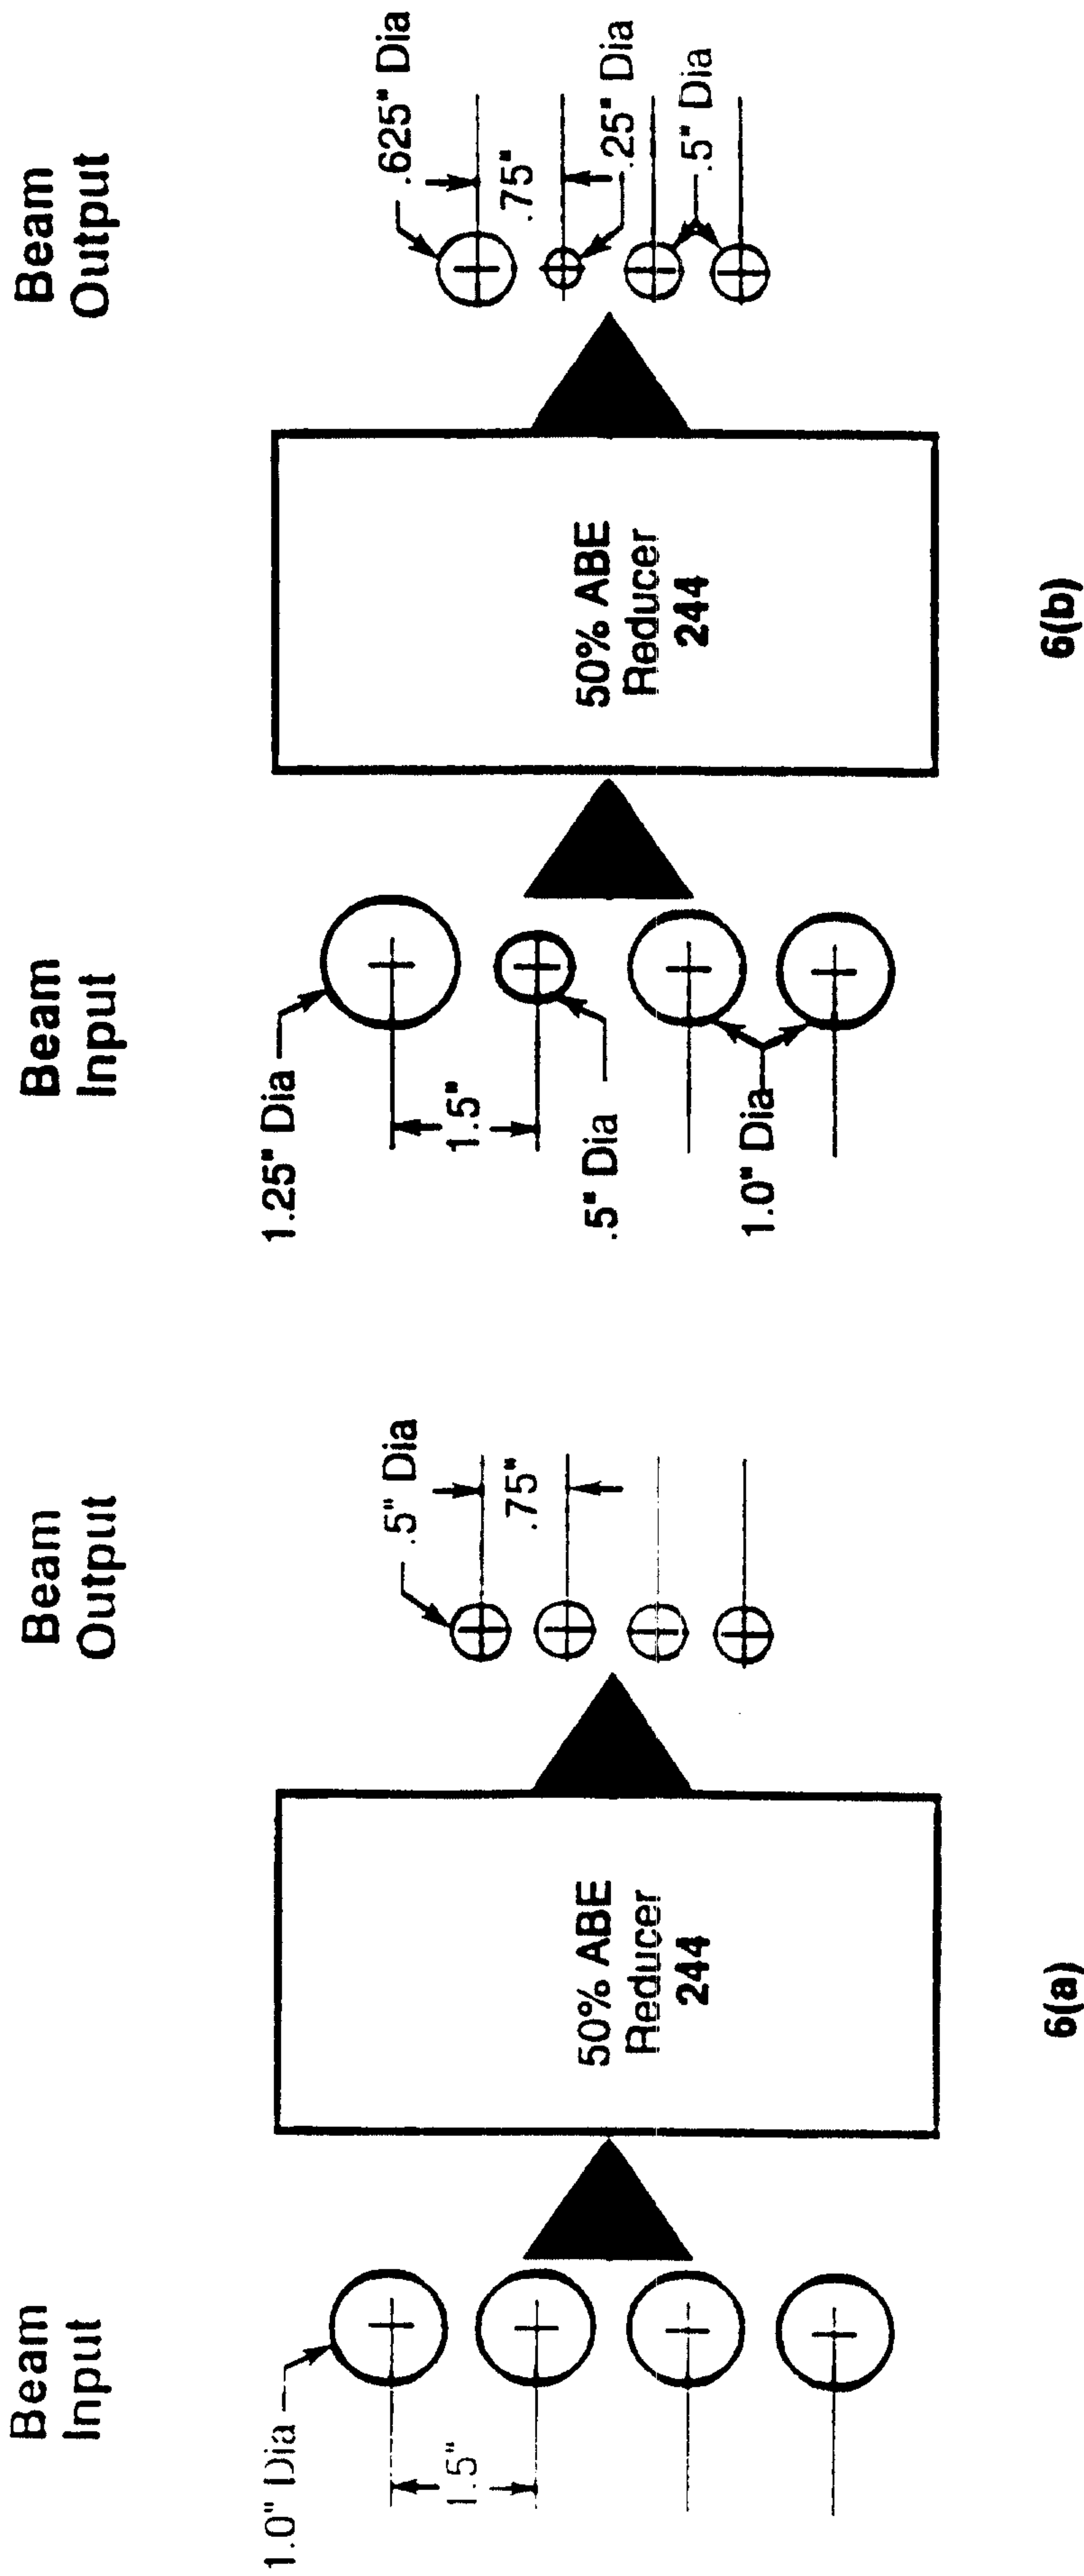 Beam
Input
1.0" Dia
1.5"
50% ABE
Reducer
244
Beam
Output
.5" Dia
.75"
6(a)
Beam
Input
1.25" Dia
1.5"
.5" Dia
1.0" Dia
50% ABE
Reducer
244
Beam
Output
.625" Dia
.75"
.25" Dia
.5" Dia
6(b)